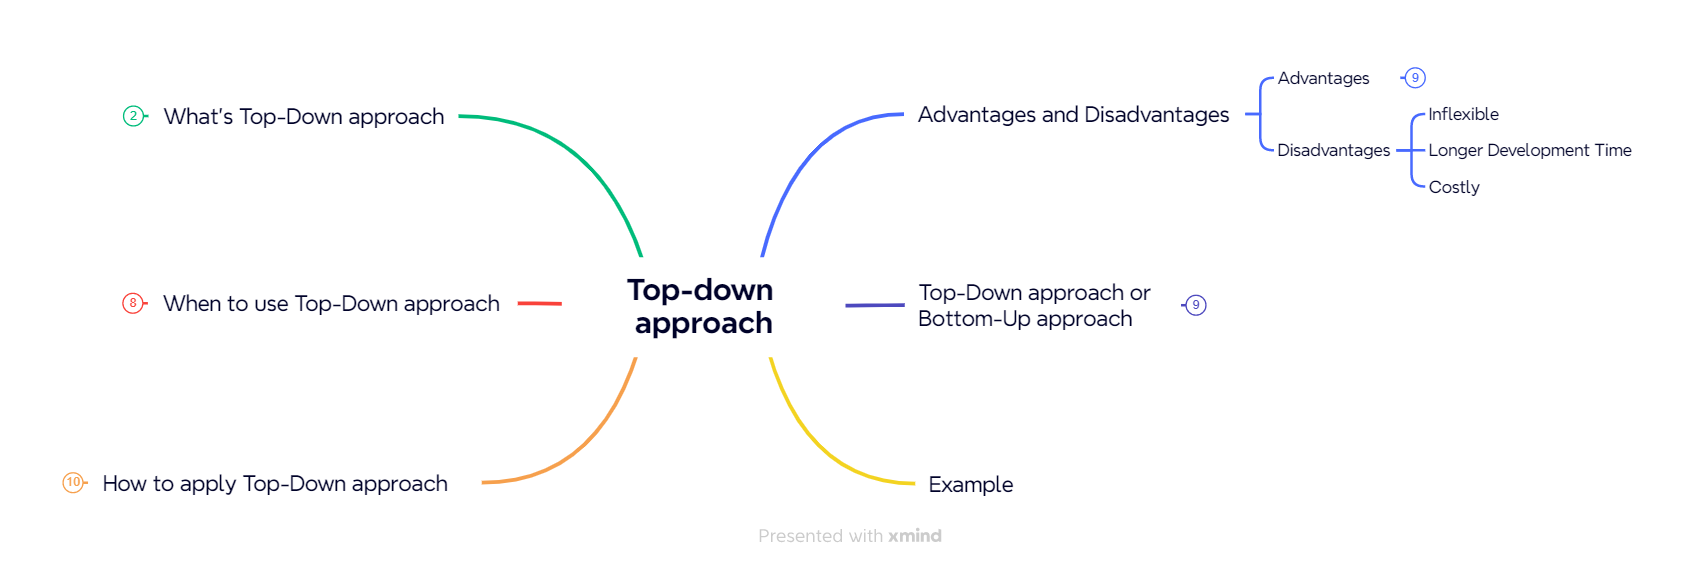 Top-down
approach
What's Top-Down approach
2
When to use Top-Down approach
8
How to apply Top-Down approach
10
Advantages and Disadvantages
Advantages
9
Disadvantages
Inflexible
Longer Development Time
Costly
Top-Down approach or
Bottom-Up approach
9
Example
Presented with xmind